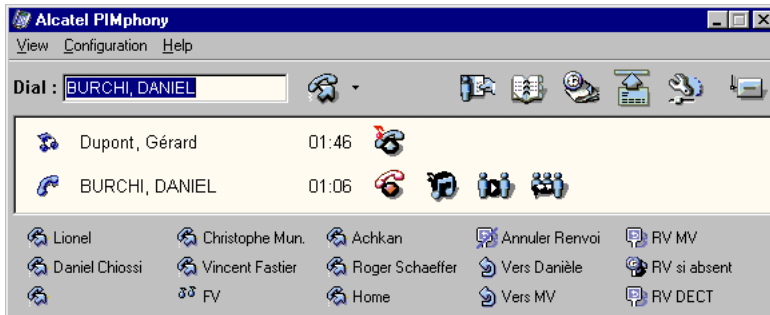 Alcatel PIMphony
View Configuration Help
Dial : BURCHI, DANIEL
Dupont, Gérard 01:46
BURCHI, DANIEL 01:06
Lionel Christophe Mun. Achkan Annuler Renvoi RV MV
Daniel Chiossi Vincent Fastier Roger Schaeffer Vers Danièle RV si absent
FV Home Vers MV RV DECT